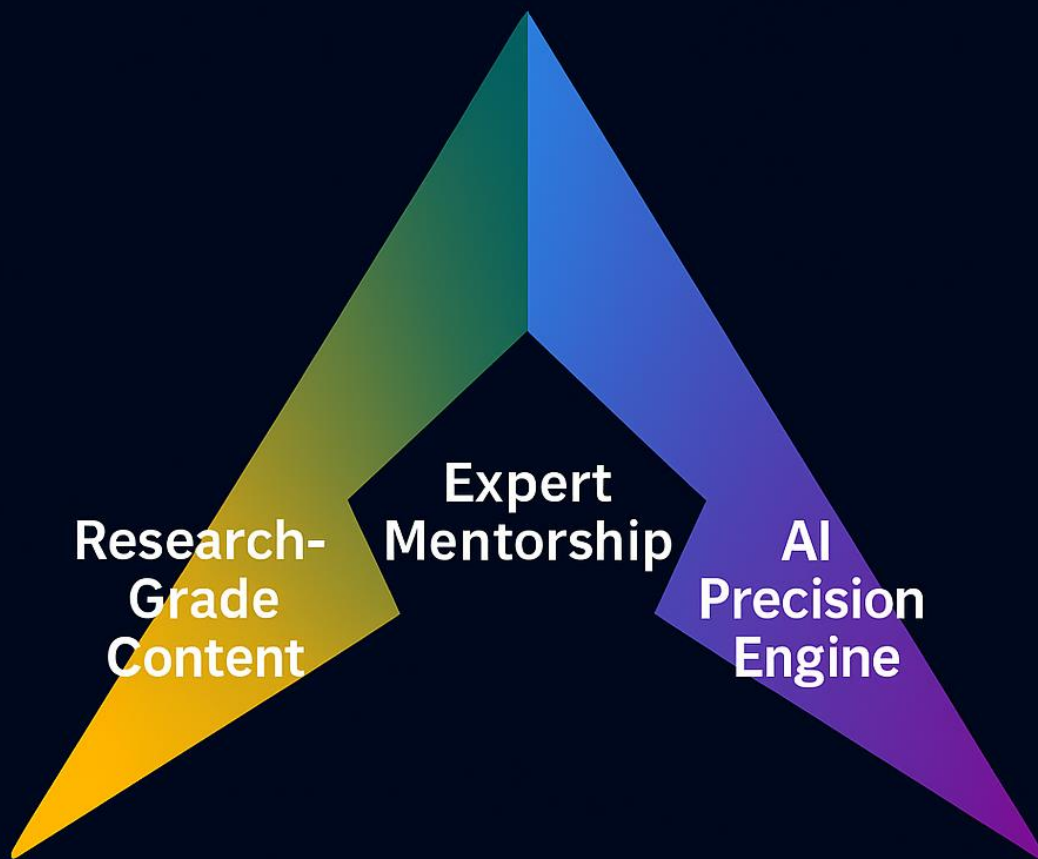 Research-
Grade
Content
Expert
Mentorship
AI
Precision
Engine